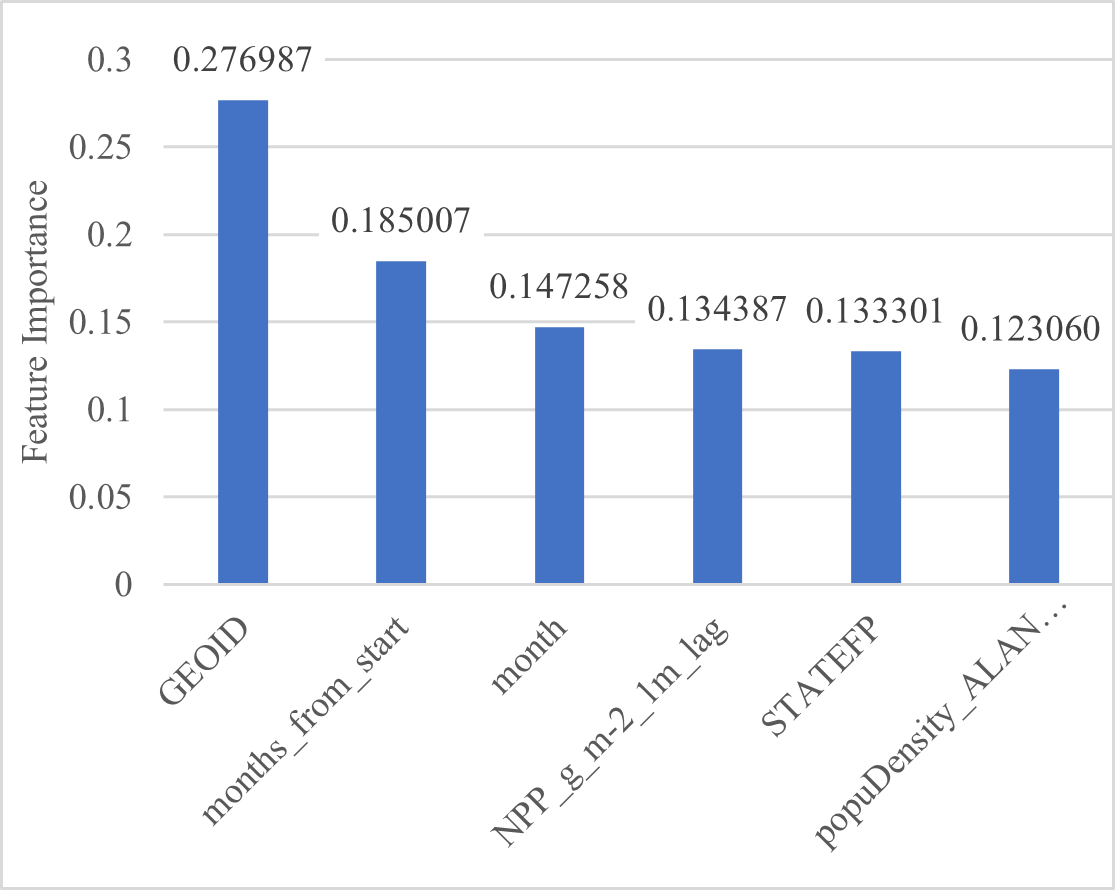 Feature Importance
0.3
0.25
0.2
0.15
0.1
0.05
0
0.276987
0.185007
0.147258
0.134387
0.133301
0.123060
GEOID
months_from_start
month
NPP_g_m-2_1m_lag
STATEFP
popuDensity_ALAN…